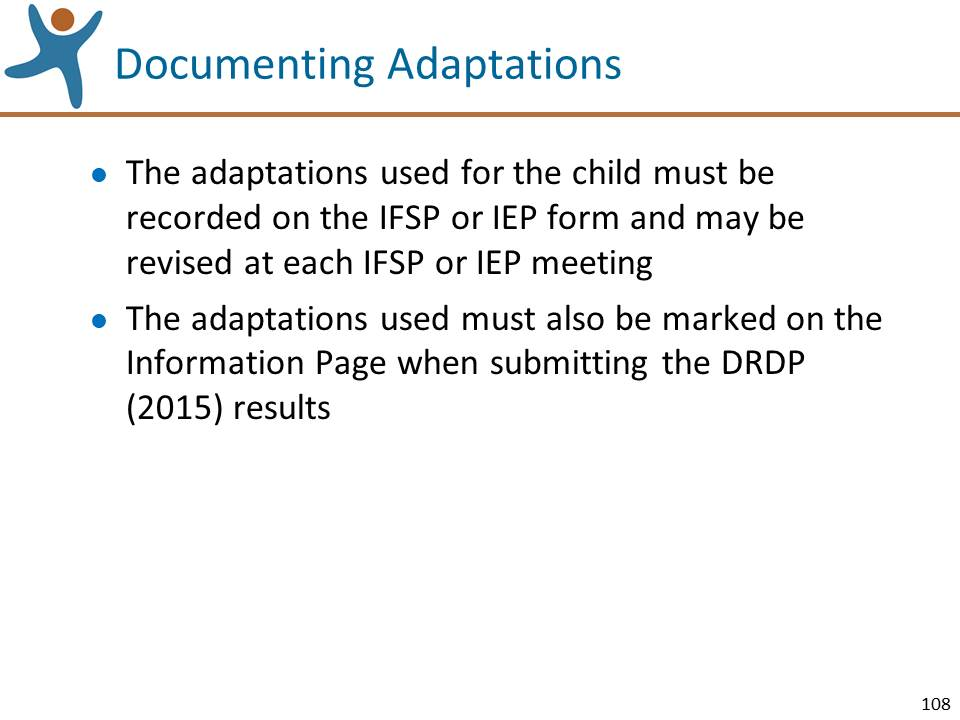 Documenting Adaptations
● The adaptations used for the child must be
recorded on the IFSP or IEP form and may be
revised at each IFSP or IEP meeting
● The adaptations used must also be marked on the
Information Page when submitting the DRDP
(2015) results
108